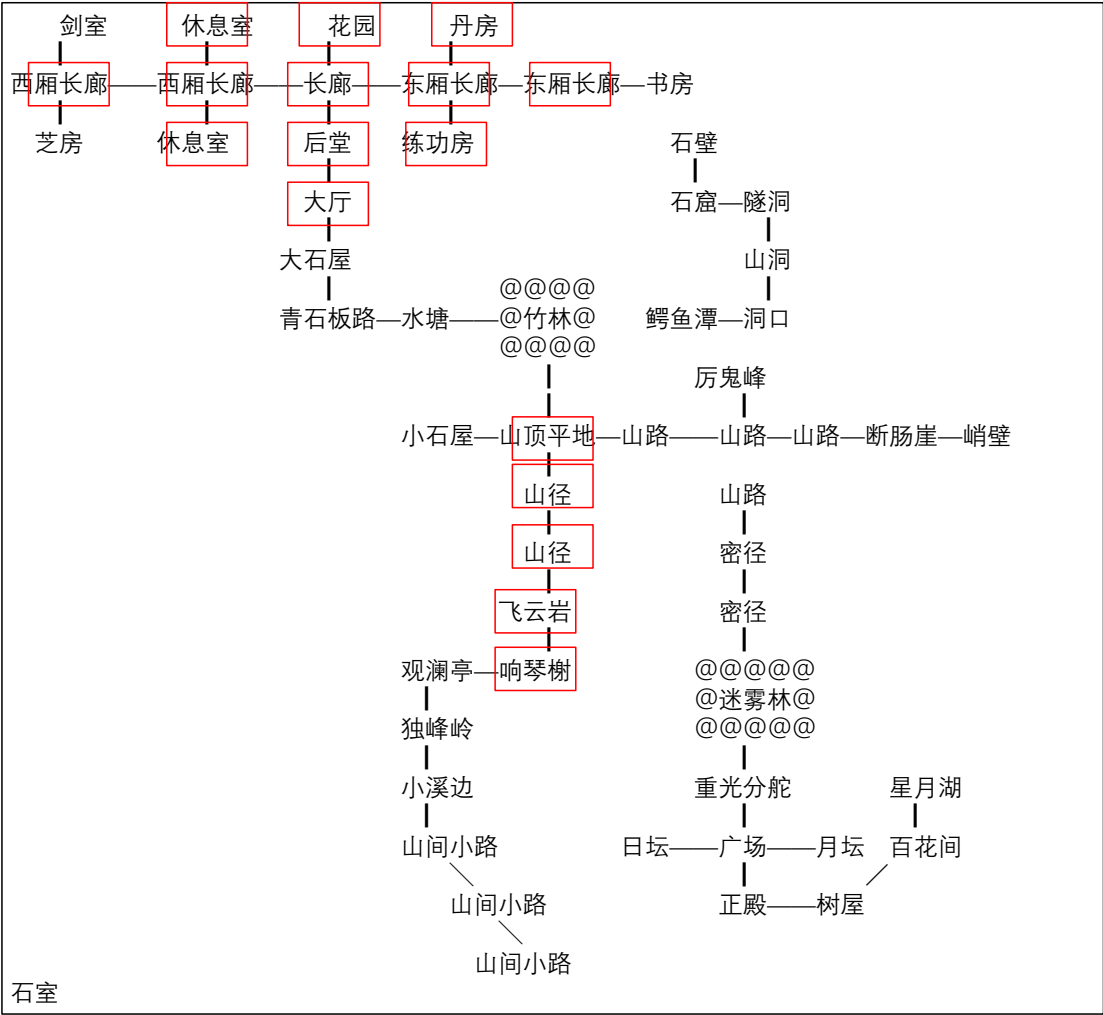 剑室 休息室 花园 丹房
西厢长廊——西厢长廊——长廊——东厢长廊—东厢长廊—书房
芝房 休息室 后堂 练功房 石壁
大厅 石窟—隧洞
大石屋 山洞
@@@@
青石板路—水塘——@竹林@ 鳄鱼潭—洞口
@@@@
厉鬼峰
小石屋—山顶平地—山路——山路—山路—断肠崖—峭壁
山径 山路
山径 密径
飞云岩 密径
观澜亭—响琴榭 @@@@@
@迷雾林@
独峰岭 @@@@@
小溪边 重光分舵 星月湖
山间小路 日坛——广场——月坛 百花间
山间小路 正殿——树屋
山间小路
石室